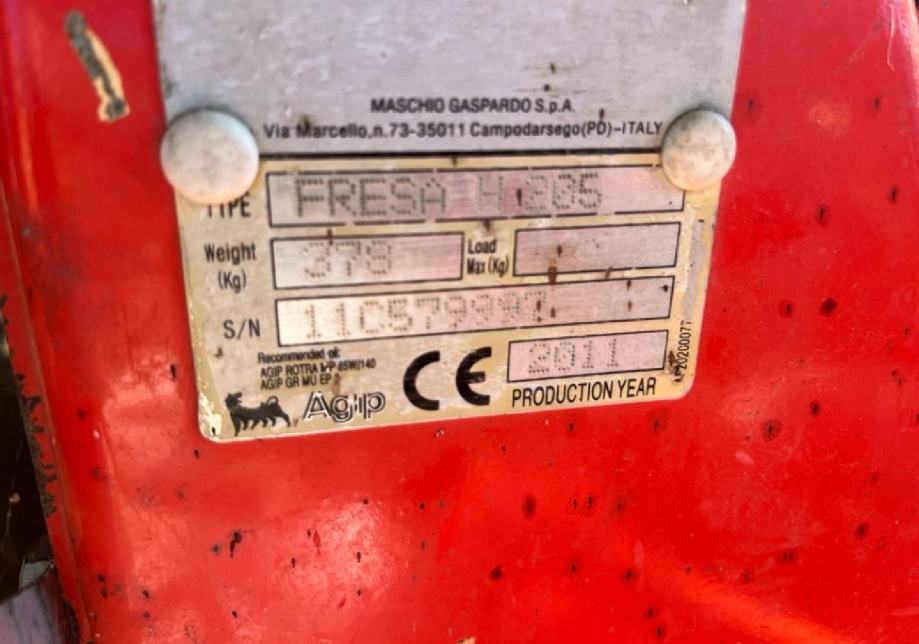 MASCHIO GASPARDO S.p.A.
Via Marcello,n.73-35011 Campodarsego(PD)-ITALY
TYPE FRESA W 205
Weight (Kg) 378 Load Max (Kg)
S/N
Recommended oil:
AGIP ROTRA MP 85W/140
AGIP GR MU EP
Agip CE 2011
PRODUCTION YEAR